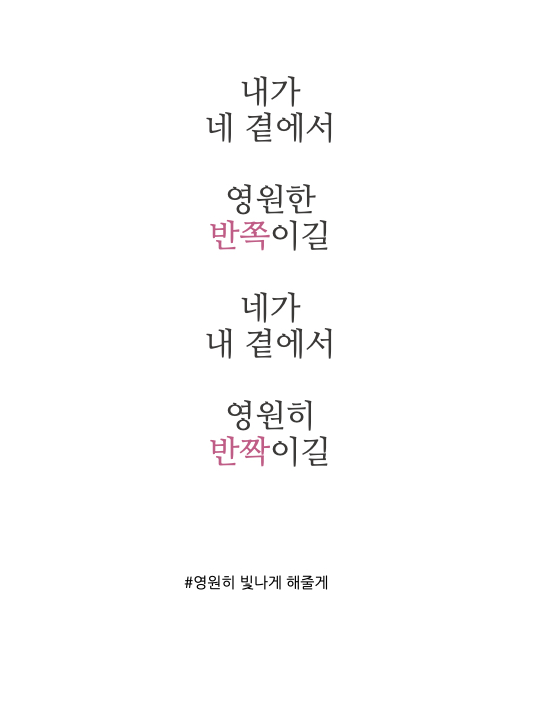 내가
네 곁에서
영원한
반쪽이길
네가
내 곁에서
영원히
반짝이길
#영원히 빛나게 해줄게